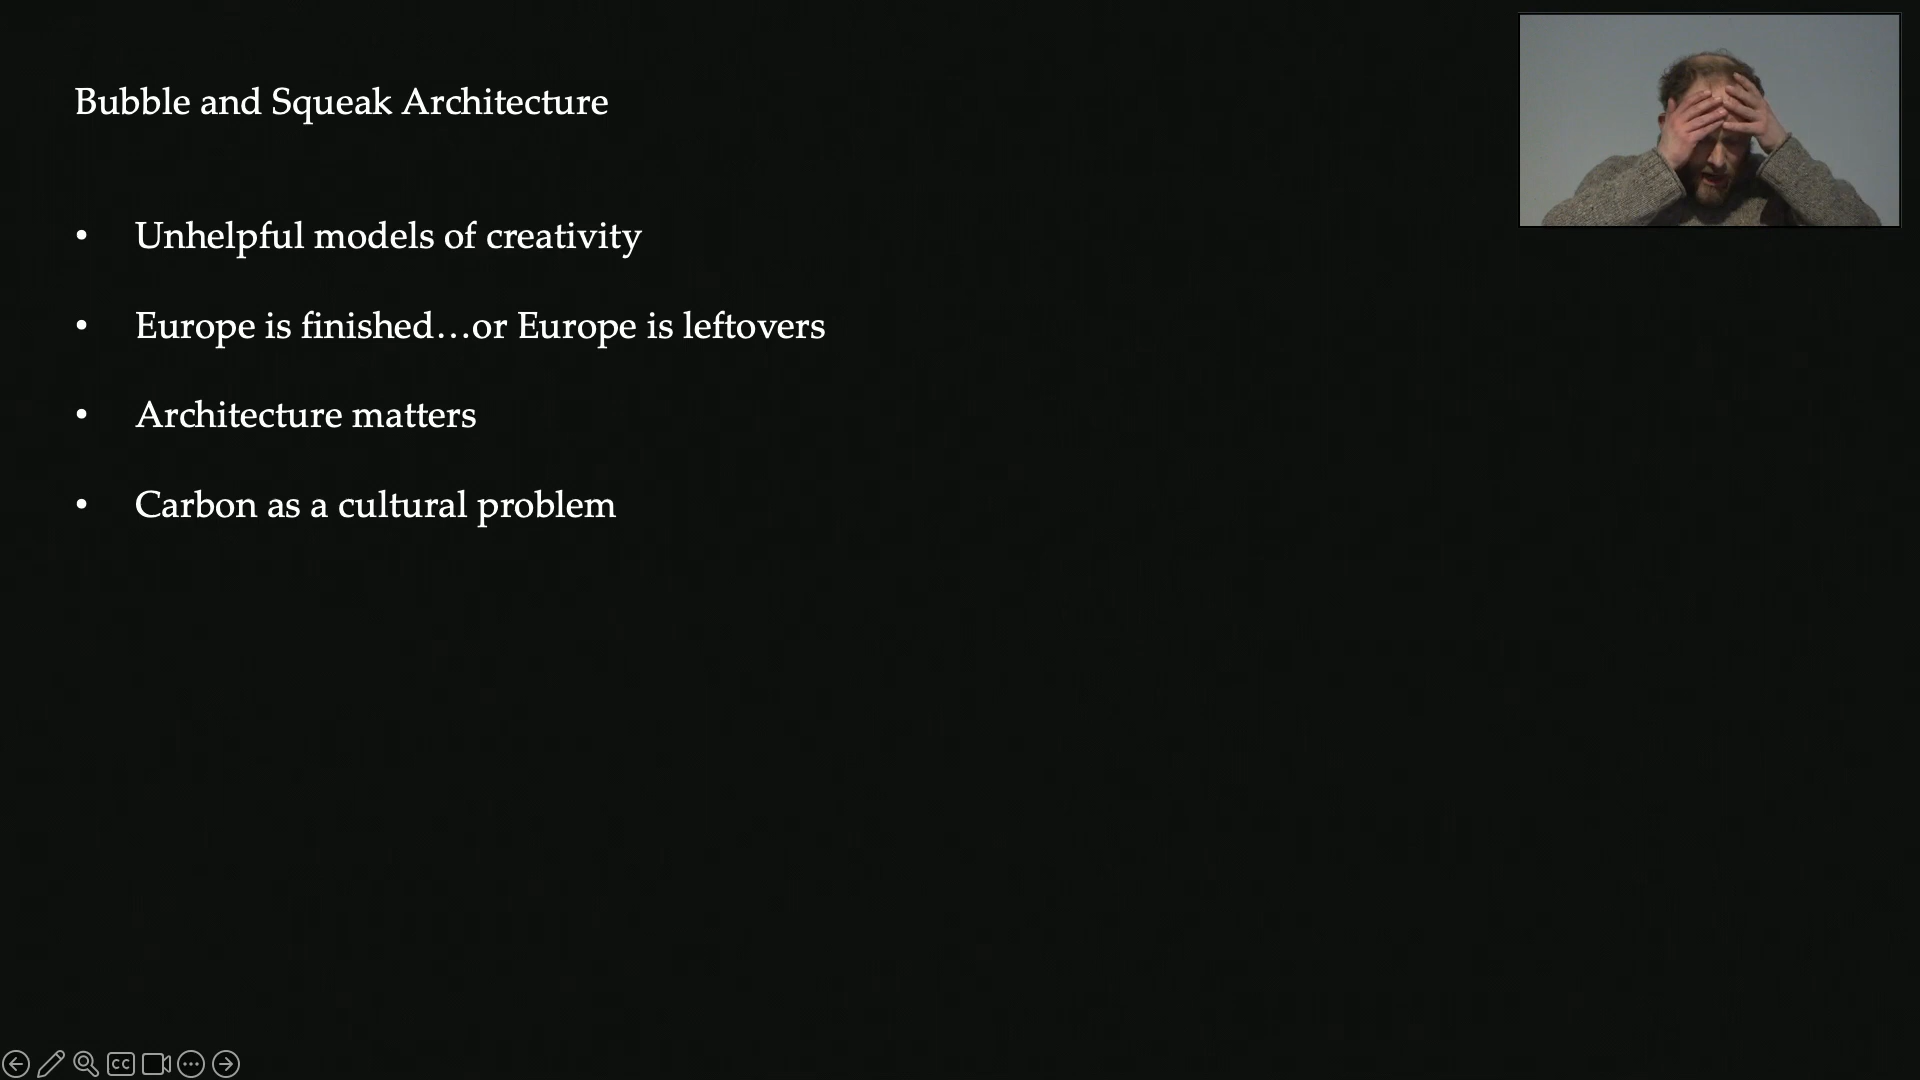 Bubble and Squeak Architecture
• Unhelpful models of creativity
• Europe is finished…or Europe is leftovers
• Architecture matters
• Carbon as a cultural problem
CC